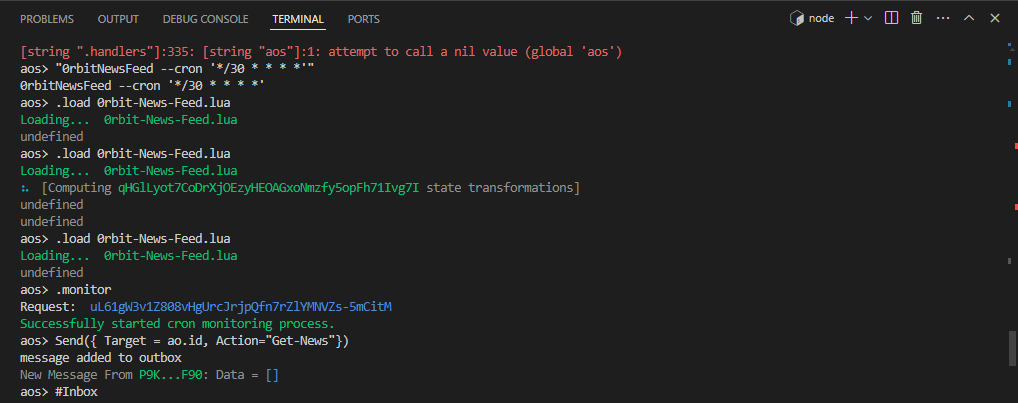 PROBLEMS OUTPUT DEBUG CONSOLE TERMINAL PORTS node
[string ".handlers"]:335: [string "aos"]:1: attempt to call a nil value (global 'aos')
aos> "0rbitNewsFeed --cron '*/30 * * * *'"
0rbitNewsFeed --cron '*/30 * * * *'
aos> .load 0rbit-News-Feed.lua
Loading... 0rbit-News-Feed.lua
undefined
aos> .load 0rbit-News-Feed.lua
Loading... 0rbit-News-Feed.lua
[Computing qHGlLyot7CoDrXjOEzyHEOAGxoNmzfy5opFh71Ivg7I state transformations]
undefined
undefined
aos> .load 0rbit-News-Feed.lua
Loading... 0rbit-News-Feed.lua
undefined
aos> .monitor
Request: uL61gW3v1Z808vHgUrcJrjpQfn7rZlYMNVZs-5mCitM
Successfully started cron monitoring process.
aos> Send({ Target = ao.id, Action="Get-News"})
message added to outbox
New Message From P9K...F90: Data = []
aos> #Inbox